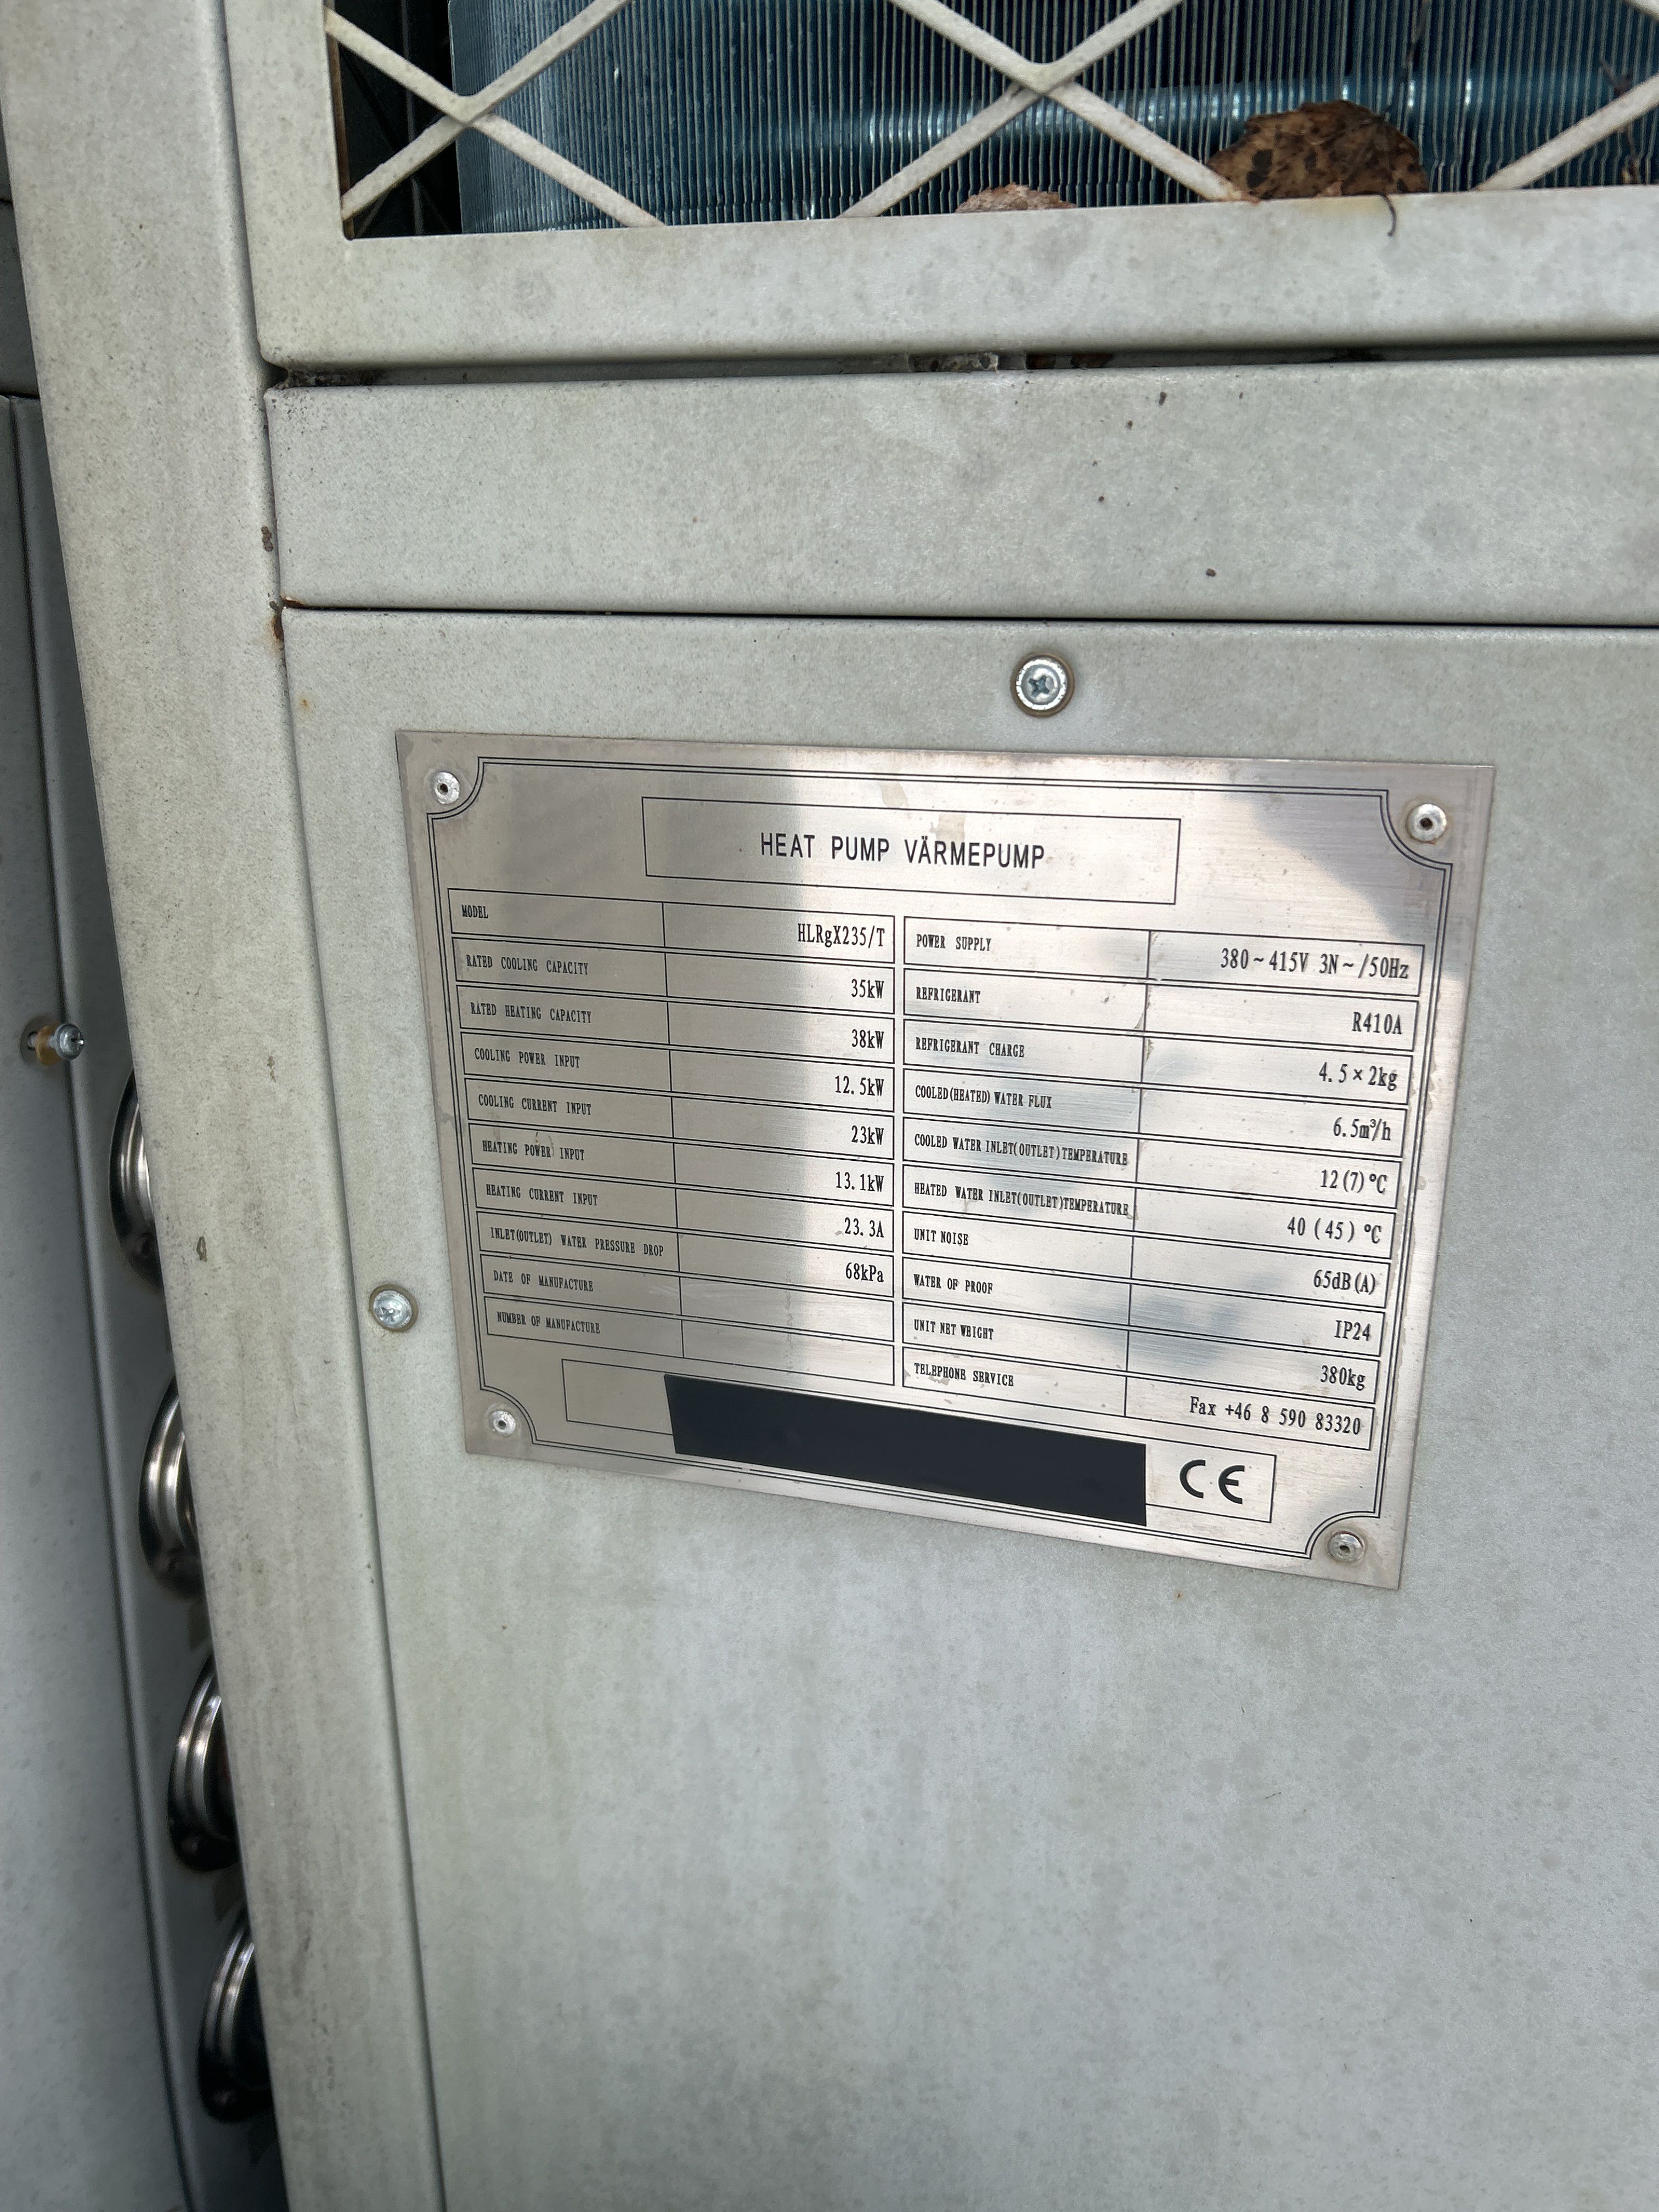 HEAT PUMP VÄRMEPUMP
MODEL HLRgX235/T
RATED COOLING CAPACITY 35kW
RATED HEATING CAPACITY 38kW
COOLING POWER INPUT 12.5kW
COOLING CURRENT INPUT 23kW
HEATING POWER INPUT 13.1kW
HEATING CURRENT INPUT 23.3A
INLET(OUTLET) WATEX PRESSURE DROP 68kPa
DATE OF MANUFACTURE
NUMBER OF MANUFACTURE
POWER SUPPLY 380~415V 3N~/50Hz
REFRIGERANT R410A
REFRIGERANT CHARGE 4.5×2kg
COOLED(HEATED) WATER FLUX 6.5m³/h
COOLED WATER INLET(OUTLET)TEMPERATURE 12(7)℃
HEATED WATER INLET(OUTLET)TEMPERATURE 40(45)℃
UNIT NOISE 65dB(A)
WATER OF PROOF IP24
UNIT NET WEIGHT 380kg
TELEPHONE SERVICE Fax +46 8 590 83320
CE